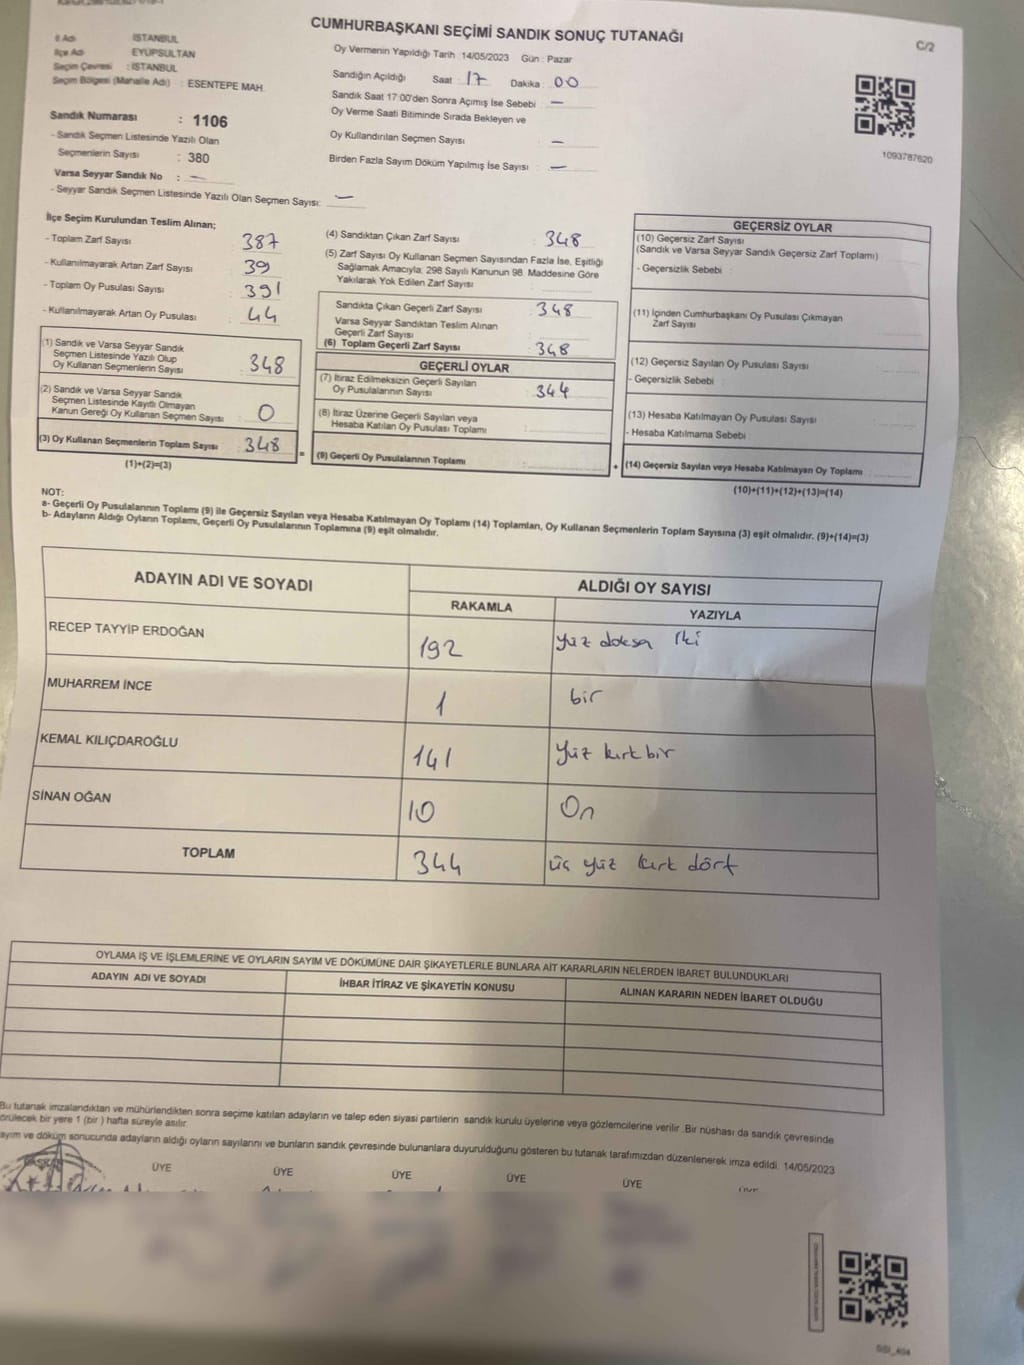 CUMHURBAŞKANI SEÇİMİ SANDIK SONUÇ TUTANAĞI
C/2
İl Adı : İSTANBUL
İlçe Adı : EYÜPSULTAN
Seçim Çevresi : İSTANBUL
Seçim Bölgesi (Mahalle Adı) : ESENTEPE MAH.
Sandık Numarası : 1106
- Sandık Seçmen Listesinde Yazılı Olan
Seçmenlerin Sayısı : 380
Varsa Seyyar Sandık No : —
- Seyyar Sandık Seçmen Listesinde Yazılı Olan Seçmen Sayısı: —
Oy Vermenin Yapıldığı Tarih : 14/05/2023 Gün : Pazar
Sandığın Açıldığı Saat : 17 Dakika : 00
Sandık Saat 17:00'den Sonra Açımış İse Sebebi : —
Oy Verme Saati Bitiminde Sırada Bekleyen ve
Oy Kullandırılan Seçmen Sayısı : —
Birden Fazla Sayım Döküm Yapılmış İse Sayısı : —
1093787620
İlçe Seçim Kurulundan Teslim Alınan;
- Toplam Zarf Sayısı : 387
- Kullanılmayarak Artan Zarf Sayısı : 39
- Toplam Oy Pusulası Sayısı : 391
- Kullanılmayarak Artan Oy Pusulası : 44
(1) Sandık ve Varsa Seyyar Sandık
Seçmen Listesinde Yazılı Olup
Oy Kullanan Seçmenlerin Sayısı : 348
(2) Sandık ve Varsa Seyyar Sandık
Seçmen Listesinde Kayıtlı Olmayan
Kanun Gereği Oy Kullanan Seçmen Sayısı : 0
(3) Oy Kullanan Seçmenlerin Toplam Sayısı : 348
(1)+(2)=(3)
=
(4) Sandıktan Çıkan Zarf Sayısı : 348
(5) Zarf Sayısı Oy Kullanan Seçmen Sayısından Fazla İse, Eşitliği
Sağlamak Amacıyla, 298 Sayılı Kanunun 98. Maddesine Göre
Yakılarak Yok Edilen Zarf Sayısı :
Sandıkta Çıkan Geçerli Zarf Sayısı : 348
Varsa Seyyar Sandıktan Teslim Alınan
Geçerli Zarf Sayısı :
(6) Toplam Geçerli Zarf Sayısı : 348
GEÇERLİ OYLAR
(7) İtiraz Edilmeksizin Geçerli Sayılan
Oy Pusulalarının Sayısı : 344
(8) İtiraz Üzerine Geçerli Sayılan veya
Hesaba Katılan Oy Pusulası Toplamı :
(9) Geçerli Oy Pusulalarının Toplamı :
+
GEÇERSİZ OYLAR
(10) Geçersiz Zarf Sayısı
(Sandık ve Varsa Seyyar Sandık Geçersiz Zarf Toplamı) :
- Geçersizlik Sebebi :
(11) İçinden Cumhurbaşkanı Oy Pusulası Çıkmayan
Zarf Sayısı :
(12) Geçersiz Sayılan Oy Pusulası Sayısı :
- Geçersizlik Sebebi :
(13) Hesaba Katılmayan Oy Pusulası Sayısı :
- Hesaba Katılmama Sebebi :
(14) Geçersiz Sayılan veya Hesaba Katılmayan Oy Toplamı :
(10)+(11)+(12)+(13)=(14)
NOT:
a- Geçerli Oy Pusulalarının Toplamı (9) ile Geçersiz Sayılan veya Hesaba Katılmayan Oy Toplamı (14) Toplamları, Oy Kullanan Seçmenlerin Toplam Sayısına (3) eşit olmalıdır. (9)+(14)=(3)
b- Adayların Aldığı Oyların Toplamı, Geçerli Oy Pusulalarının Toplamına (9) eşit olmalıdır.
ADAYIN ADI VE SOYADI ALDIĞI OY SAYISI
RAKAMLA YAZIYLA
RECEP TAYYİP ERDOĞAN 192 yüz doksa iki
MUHARREM İNCE 1 bir
KEMAL KILIÇDAROĞLU 141 yüz kırk bir
SİNAN OĞAN 10 On
TOPLAM 344 üç yüz kırk dört
OYLAMA İŞ VE İŞLEMLERİNE VE OYLARIN SAYIM VE DÖKÜMÜNE DAİR ŞİKAYETLERLE BUNLARA AİT KARARLARIN NELERDEN İBARET BULUNDUKLARI
ADAYIN ADI VE SOYADI İHBAR İTİRAZ VE ŞİKAYETİN KONUSU ALINAN KARARIN NEDEN İBARET OLDUĞU
Bu tutanak imzalandıktan ve mühürlendikten sonra seçime katılan adayların ve talep eden siyasi partilerin sandık kurulu üyelerine veya gözlemcilerine verilir. Bir nüshası da sandık çevresinde
örülecek bir yere 1 (bir) hafta süreyle asılır.
ayım ve döküm sonucunda adayların aldığı oyların sayılarını ve bunların sandık çevresinde bulunanlara duyurulduğunu gösteren bu tutanak tarafımızdan düzenlenerek imza edildi. 14/05/2023
ÜYE ÜYE ÜYE ÜYE ÜYE